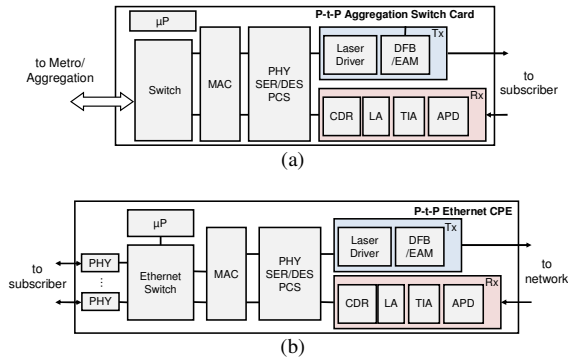 P-t-P Aggregation Switch Card
µP
Tx
to Metro/
Aggregation
Switch
MAC
PHY
SER/DES
PCS
Laser
Driver
DFB
/EAM
to
subscriber
Rx
CDR
LA
TIA
APD
(a)
P-t-P Ethernet CPE
µP
Tx
to
subscriber
PHY
⋮
PHY
Ethernet
Switch
MAC
PHY
SER/DES
PCS
Laser
Driver
DFB
/EAM
to
network
Rx
CDR
LA
TIA
APD
(b)